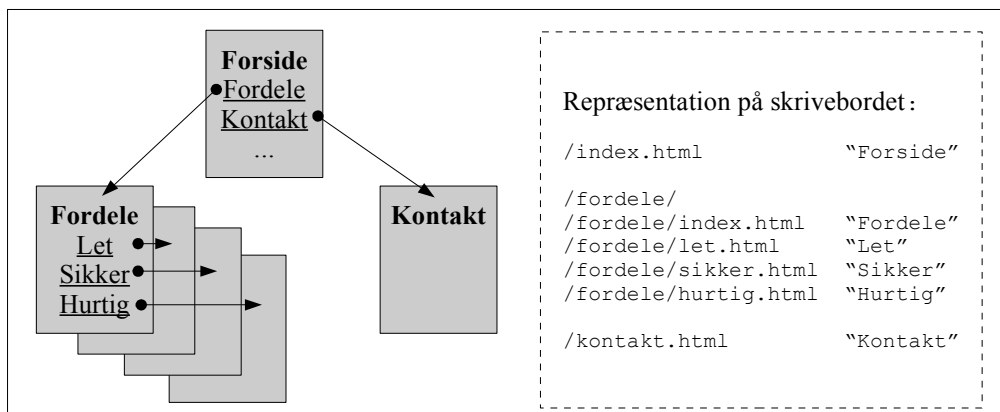 Forside
Fordele
Kontakt
...
Fordele
Let
Sikker
Hurtig
Kontakt
Repræsentation på skrivebordet:
/index.html “Forside”
/fordele/
/fordele/index.html “Fordele”
/fordele/let.html “Let”
/fordele/sikker.html “Sikker”
/fordele/hurtig.html “Hurtig”
/kontakt.html “Kontakt”